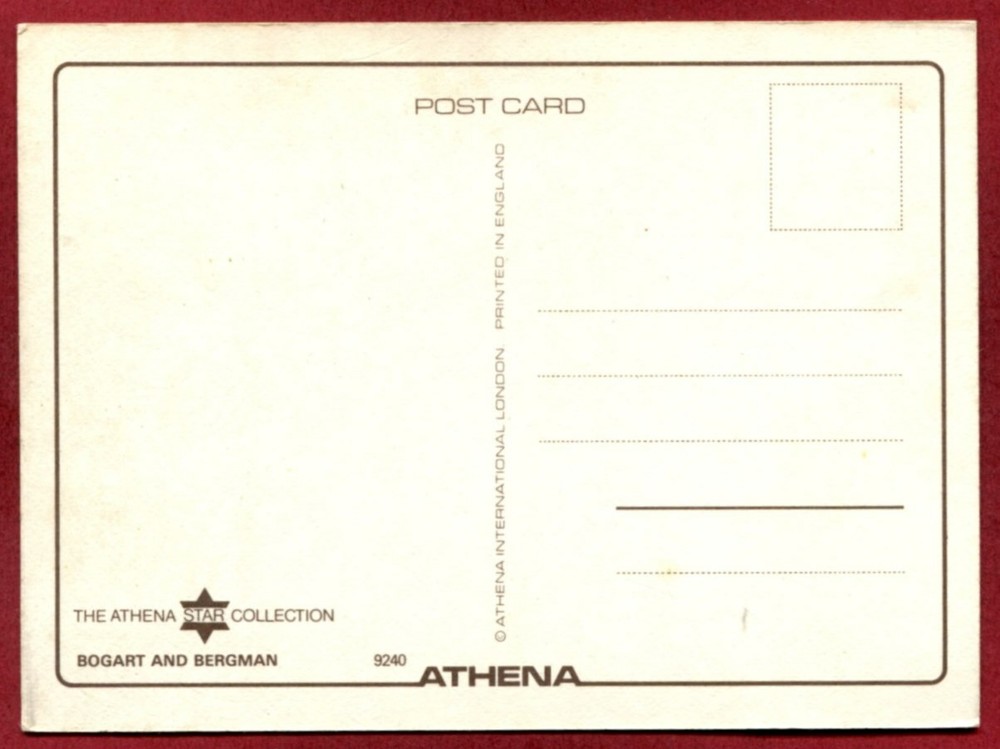 POST CARD
© ATHENA INTERNATIONAL LONDON PRINTED IN ENGLAND
THE ATHENA STAR COLLECTION
BOGART AND BERGMAN 9240
ATHENA